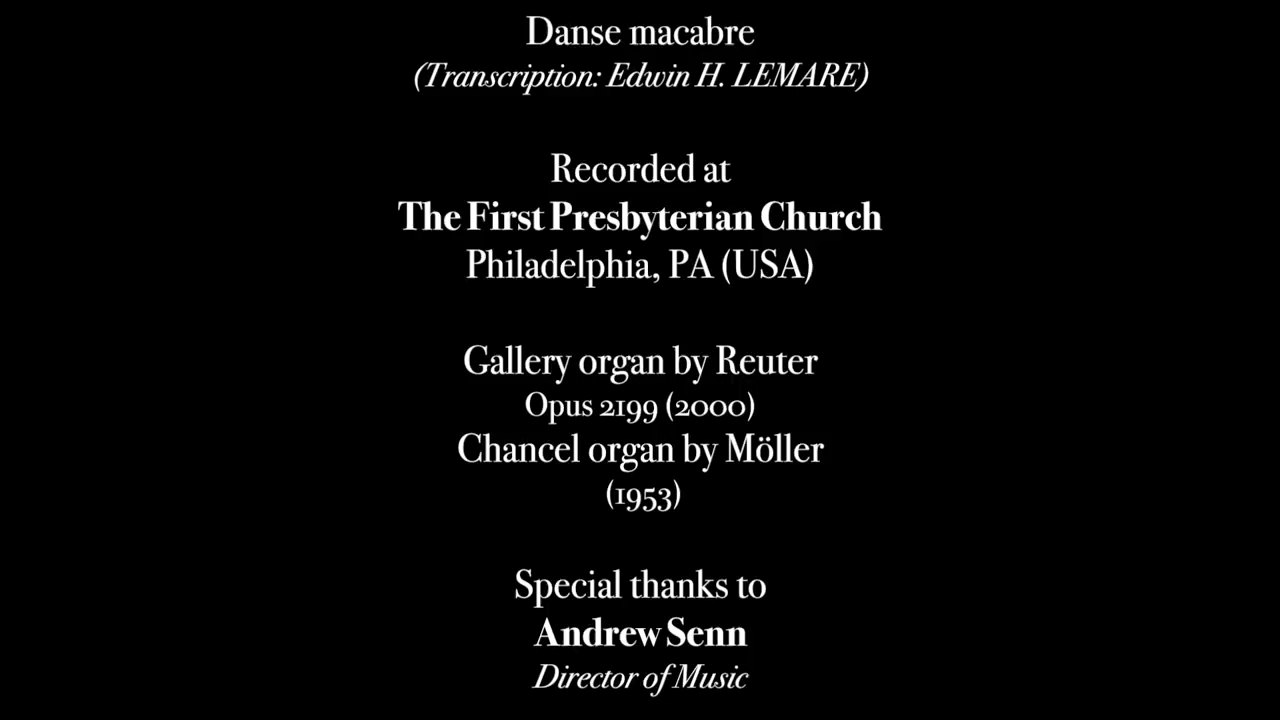 Danse macabre
(Transcription: Edwin H. LEMARE)
Recorded at
The First Presbyterian Church
Philadelphia, PA (USA)
Gallery organ by Reuter
Opus 2199 (2000)
Chancel organ by Möller
(1953)
Special thanks to
Andrew Senn
Director of Music